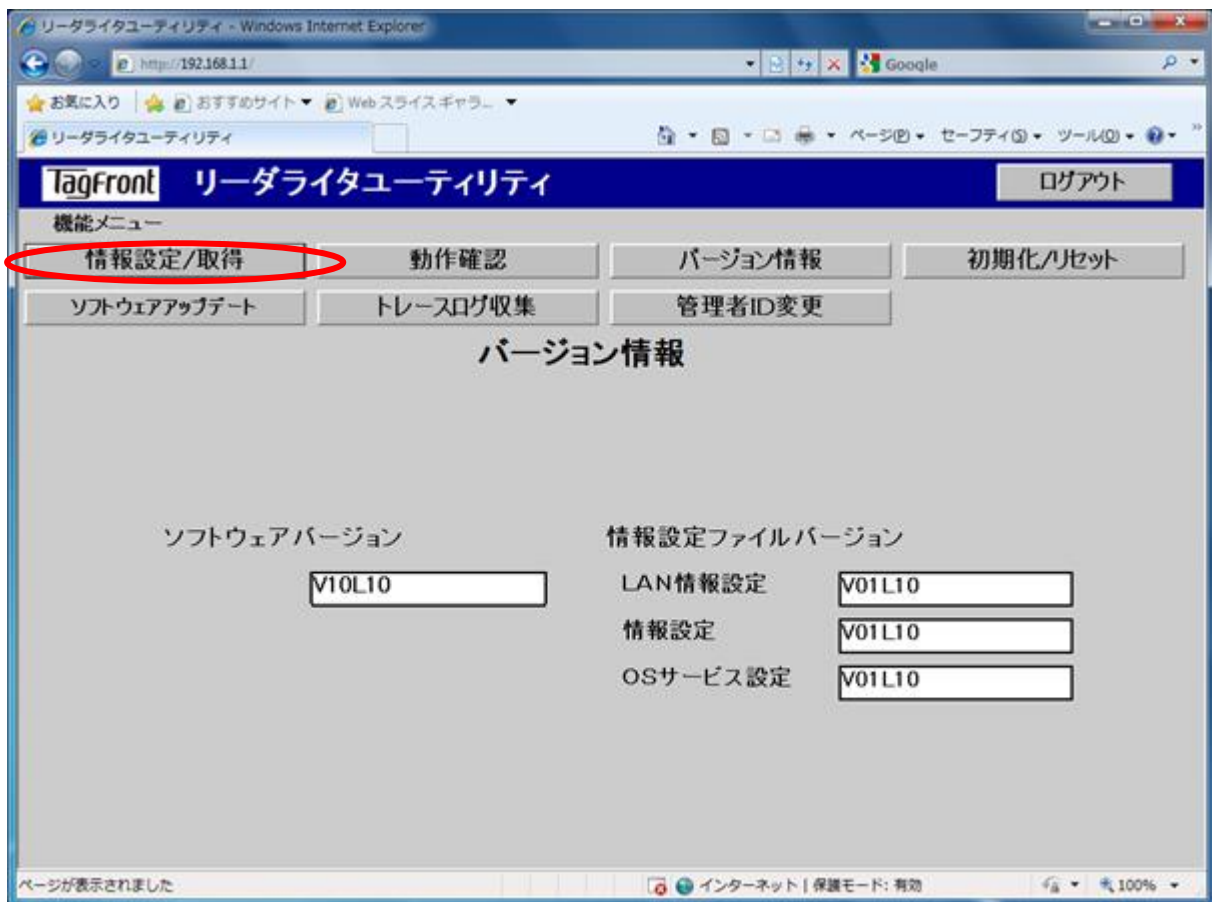 リーダライタユーティリティ - Windows Internet Explorer
http://192.168.1.1/
Google
お気に入り おすすめサイト Web スライス ギャラ...
リーダライタユーティリティ ページ(P) セーフティ(S) ツール(O)
TagFront リーダライタユーティリティ ログアウト
機能メニュー
情報設定/取得 動作確認 バージョン情報 初期化/リセット
ソフトウェアアップデート トレースログ収集 管理者ID変更
バージョン情報
ソフトウェアバージョン 情報設定ファイルバージョン
V10L10 LAN情報設定 V01L10
情報設定 V01L10
OSサービス設定 V01L10
ページが表示されました インターネット | 保護モード: 有効 100%